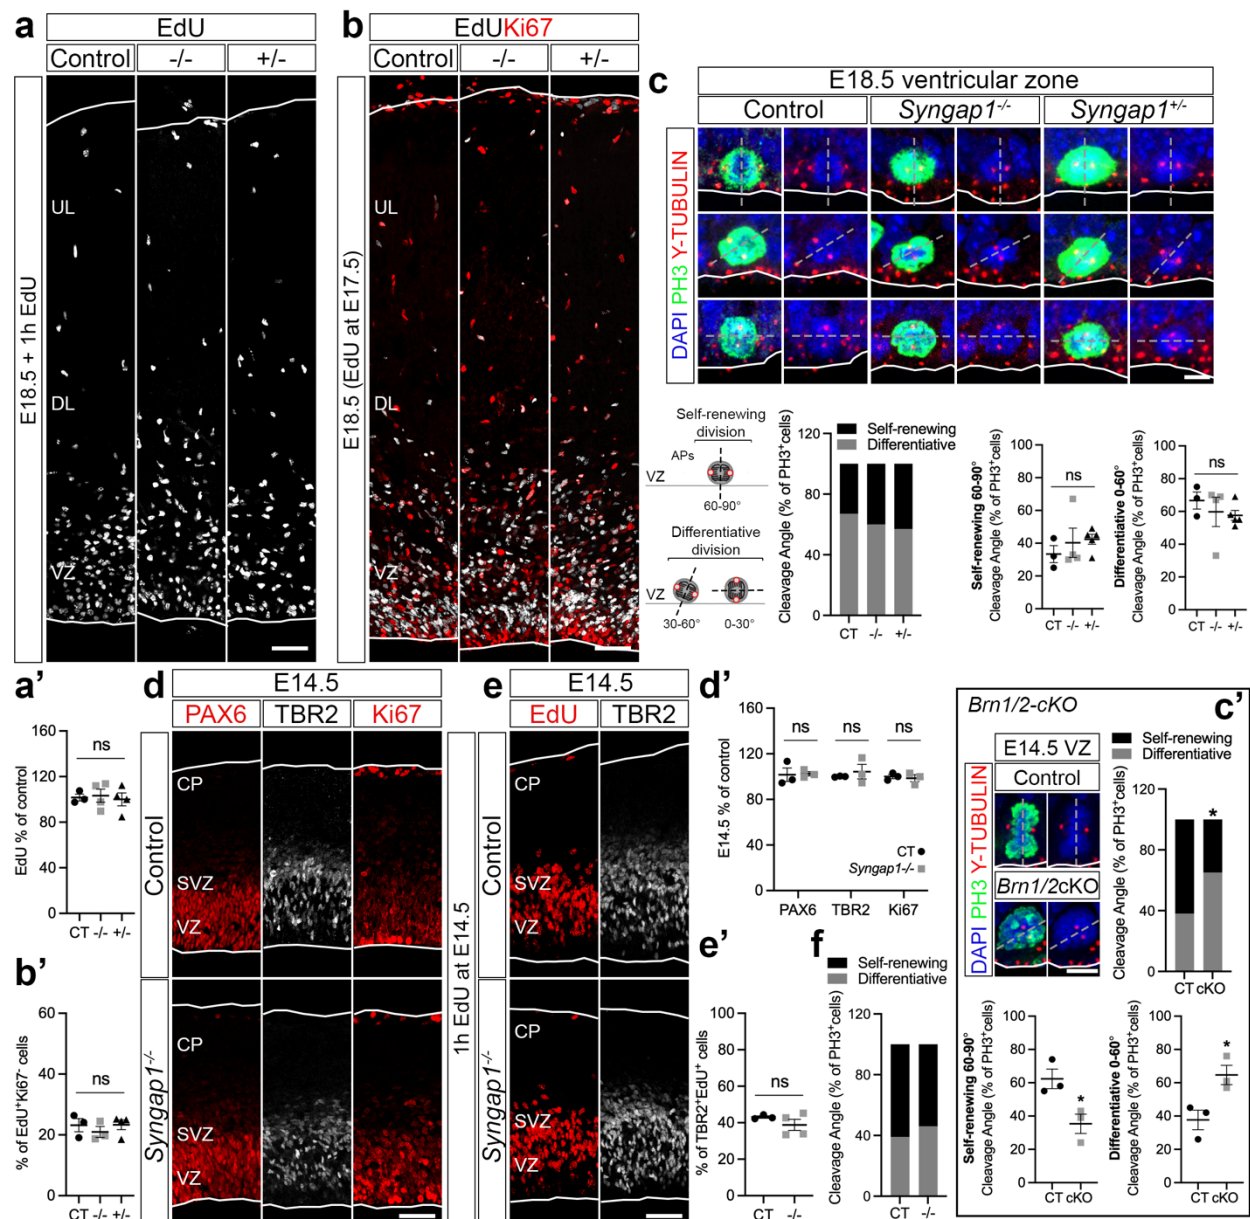 a
EdU
Control
-/-
+/-
E18.5 + 1h EdU
UL
DL
VZ
b
EdUKi67
Control
-/-
+/-
E18.5 (EdU at E17.5)
UL
DL
VZ
c
E18.5 ventricular zone
Control
Syngap1-/-
Syngap1+/-
DAPI PH3 Y-TUBULIN
Self-renewing
division
APs
VZ
60-90°
Differentiative
division
VZ
30-60°
0-30°
Self-renewing
Differentiative
Cleavage Angle (% of PH3+cells)
120
80
40
0
CT -/- +/-
Self-renewing 60-90°
Cleavage Angle (% of PH3+cells)
100
80
60
40
20
0
ns
CT -/- +/-
Differentiative 0-60°
Cleavage Angle (% of PH3+cells)
100
80
60
40
20
0
ns
CT -/- +/-
a'
EdU % of control
160
120
80
40
0
ns
CT -/- +/-
b'
% of EdU+Ki67- cells
60
40
20
0
ns
CT -/- +/-
d
E14.5
PAX6
TBR2
Ki67
Control
CP
SVZ
VZ
Syngap1-/-
CP
SVZ
VZ
e
E14.5
EdU
TBR2
1h EdU at E14.5
CP
SVZ
VZ
CP
SVZ
VZ
d'
E14.5 % of control
160
120
80
40
0
ns
ns
ns
CT
Syngap1-/-
PAX6
TBR2
Ki67
e'
% of TBR2+EdU+ cells
100
80
60
40
20
0
ns
CT -/-
f
Self-renewing
Differentiative
Cleavage Angle (% of PH3+cells)
120
80
40
0
CT -/-
c'
Brn1/2-cKO
E14.5 VZ
Control
Brn1/2cKO
DAPI PH3 Y-TUBULIN
Self-renewing
Differentiative
Cleavage Angle (% of PH3+cells)
120
80
40
0
*
CT cKO
Self-renewing 60-90°
Cleavage Angle (% of PH3+cells)
100
80
60
40
20
0
*
CT cKO
Differentiative 0-60°
Cleavage Angle (% of PH3+cells)
100
80
60
40
20
0
*
CT cKO